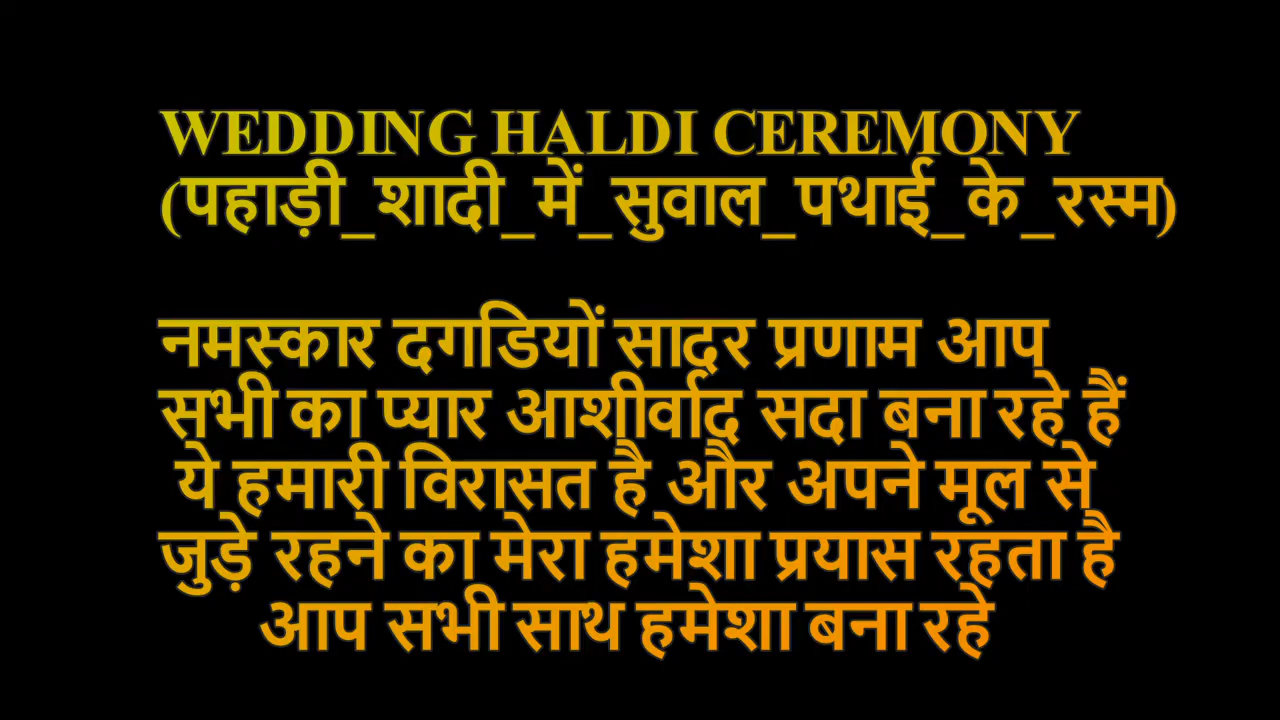 WEDDING HALDI CEREMONY
(पहाड़ी_शादी_में_सुवाल_पथाई_के_रस्म)
नमस्कार दगडियों सादर प्रणाम आप
सभी का प्यार आशीर्वाद सदा बना रहे हैं
ये हमारी विरासत है और अपने मूल से
जुड़े रहने का मेरा हमेशा प्रयास रहता है
आप सभी साथ हमेशा बना रहे